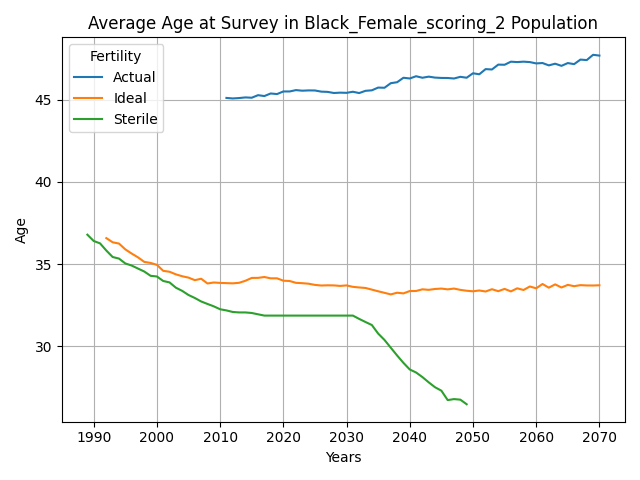 Average Age at Survey in Black_Female_scoring_2 Population
Fertility
Actual
Ideal
Sterile
45
40
35
30
Age
1990 2000 2010 2020 2030 2040 2050 2060 2070
Years